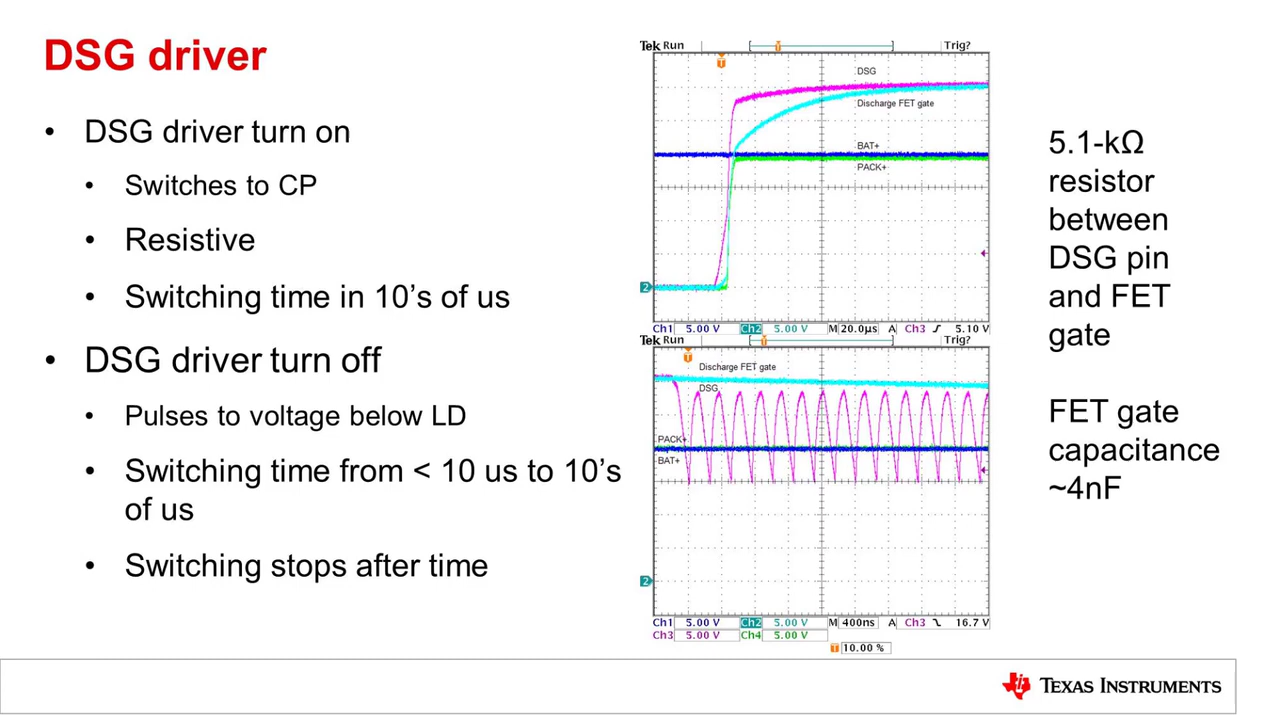 DSG driver
• DSG driver turn on
• Switches to CP
• Resistive
• Switching time in 10’s of us
• DSG driver turn off
• Pulses to voltage below LD
• Switching time from < 10 us to 10’s
of us
• Switching stops after time
Tek Run Trig?
T
T
DSG
Discharge FET gate
BAT+
PACK+
2
Ch1 5.00 V Ch2 5.00 V M 20.0µs A Ch3 5.10 V
Tek Run Trig?
T
T
Discharge FET gate
DSG
PACK+
BAT+
2
Ch1 5.00 V Ch2 5.00 V M 400ns A Ch3 16.7 V
Ch3 5.00 V Ch4 5.00 V
T 10.00 %
5.1-kΩ
resistor
between
DSG pin
and FET
gate
FET gate
capacitance
~4nF
TEXAS INSTRUMENTS